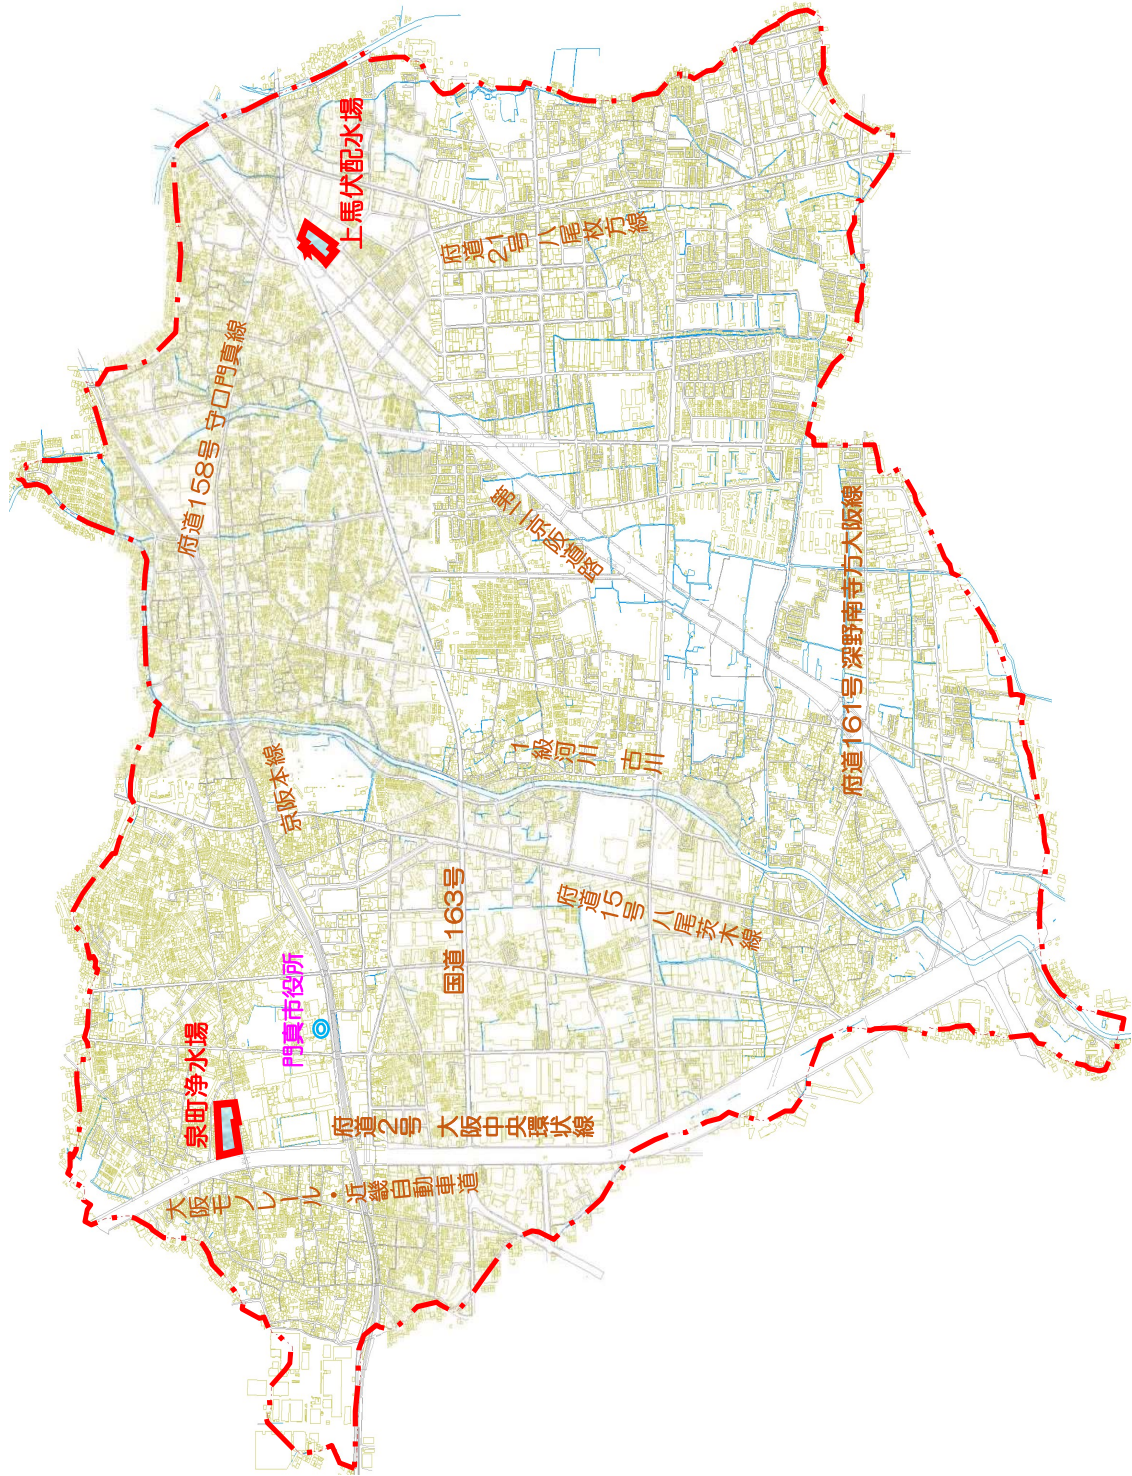 上馬伏配水場
府道1
2号 八尾枚方線
府道158号 守口門真線
第二京阪道路
府道161号 深野南寺方大阪線
1級河川 古川
京阪本線
国道 163号
府道15号 八尾茨木線
門真市役所
泉町浄水場
府道2号 大阪中央環状線
大阪モノレール・近畿自動車道